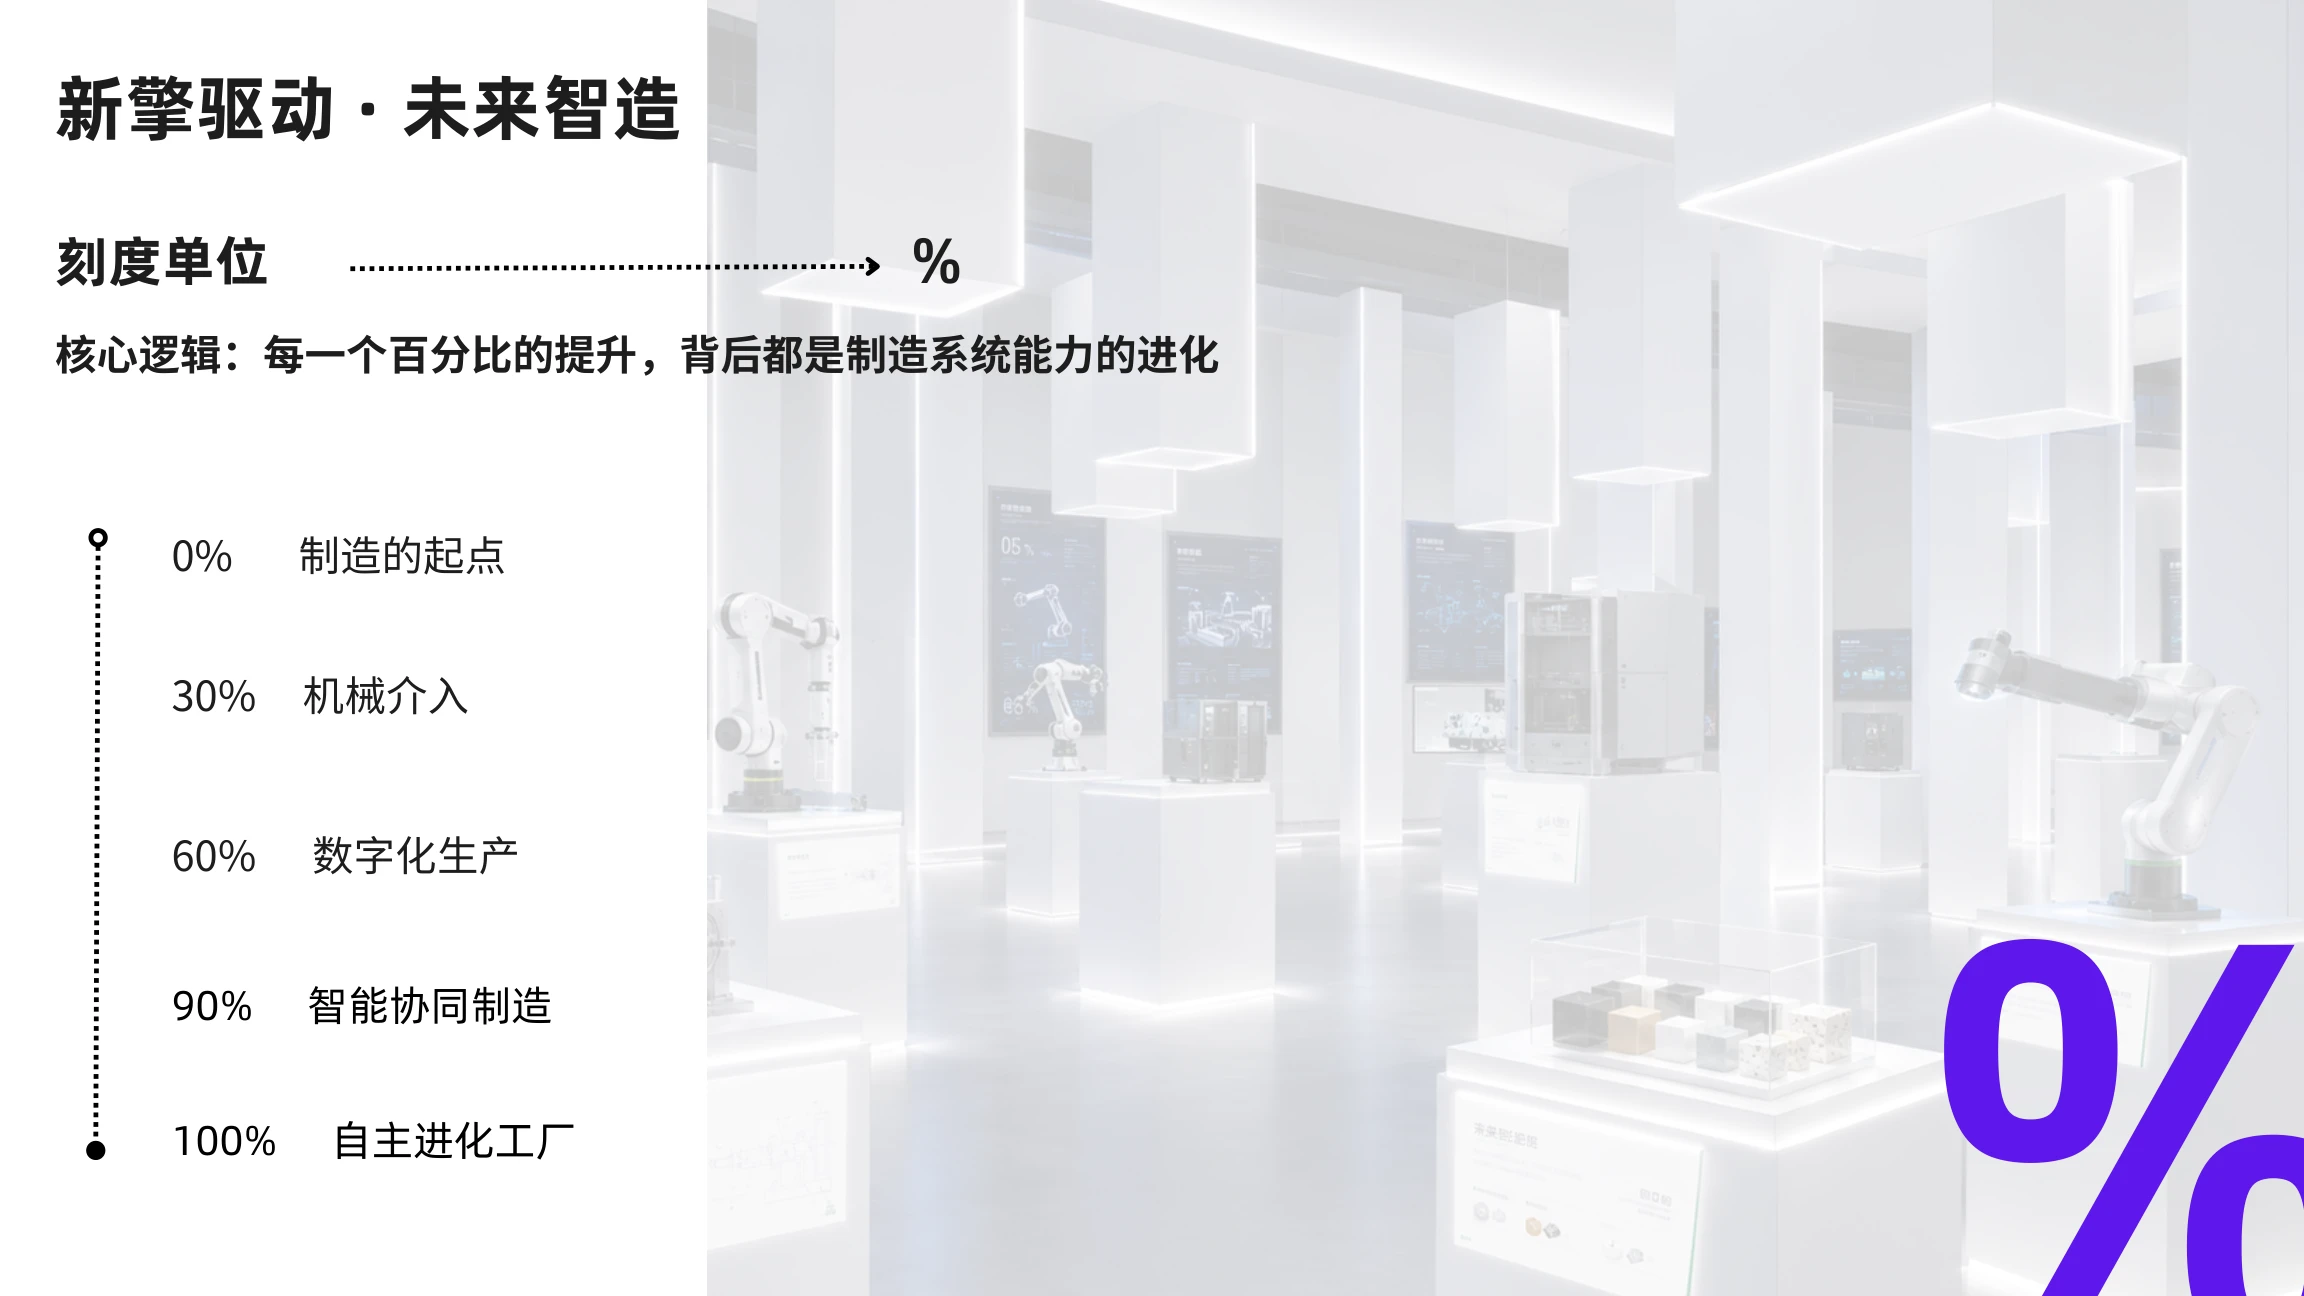 新擎驱动 · 未来智造
刻度单位 %
核心逻辑：每一个百分比的提升，背后都是制造系统能力的进化
0% 制造的起点
30% 机械介入
60% 数字化生产
90% 智能协同制造
100% 自主进化工厂
05 %
%